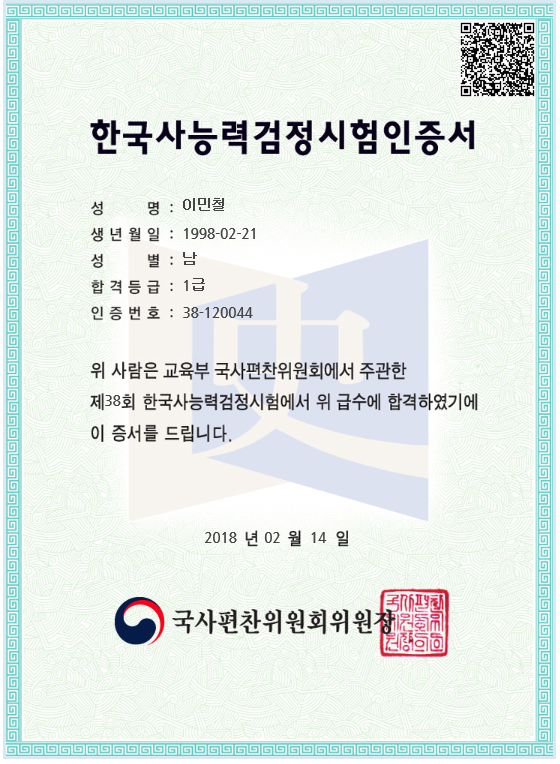 한국사능력검정시험인증서
성 명 : 이민철
생 년 월 일 : 1998-02-21
성 별 : 남
합 격 등 급 : 1급
인 증 번 호 : 38-120044
史
위 사람은 교육부 국사편찬위원회에서 주관한
제38회 한국사능력검정시험에서 위 급수에 합격하였기에
이 증서를 드립니다.
2018 년 02 월 14 일
국사편찬위원회위원장